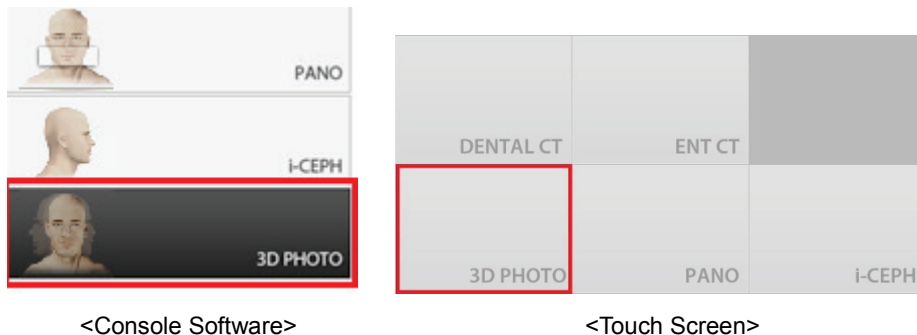 PANO
i-CEPH
3D PHOTO
DENTAL CT
ENT CT
3D PHOTO
PANO
i-CEPH
<Console Software>
<Touch Screen>